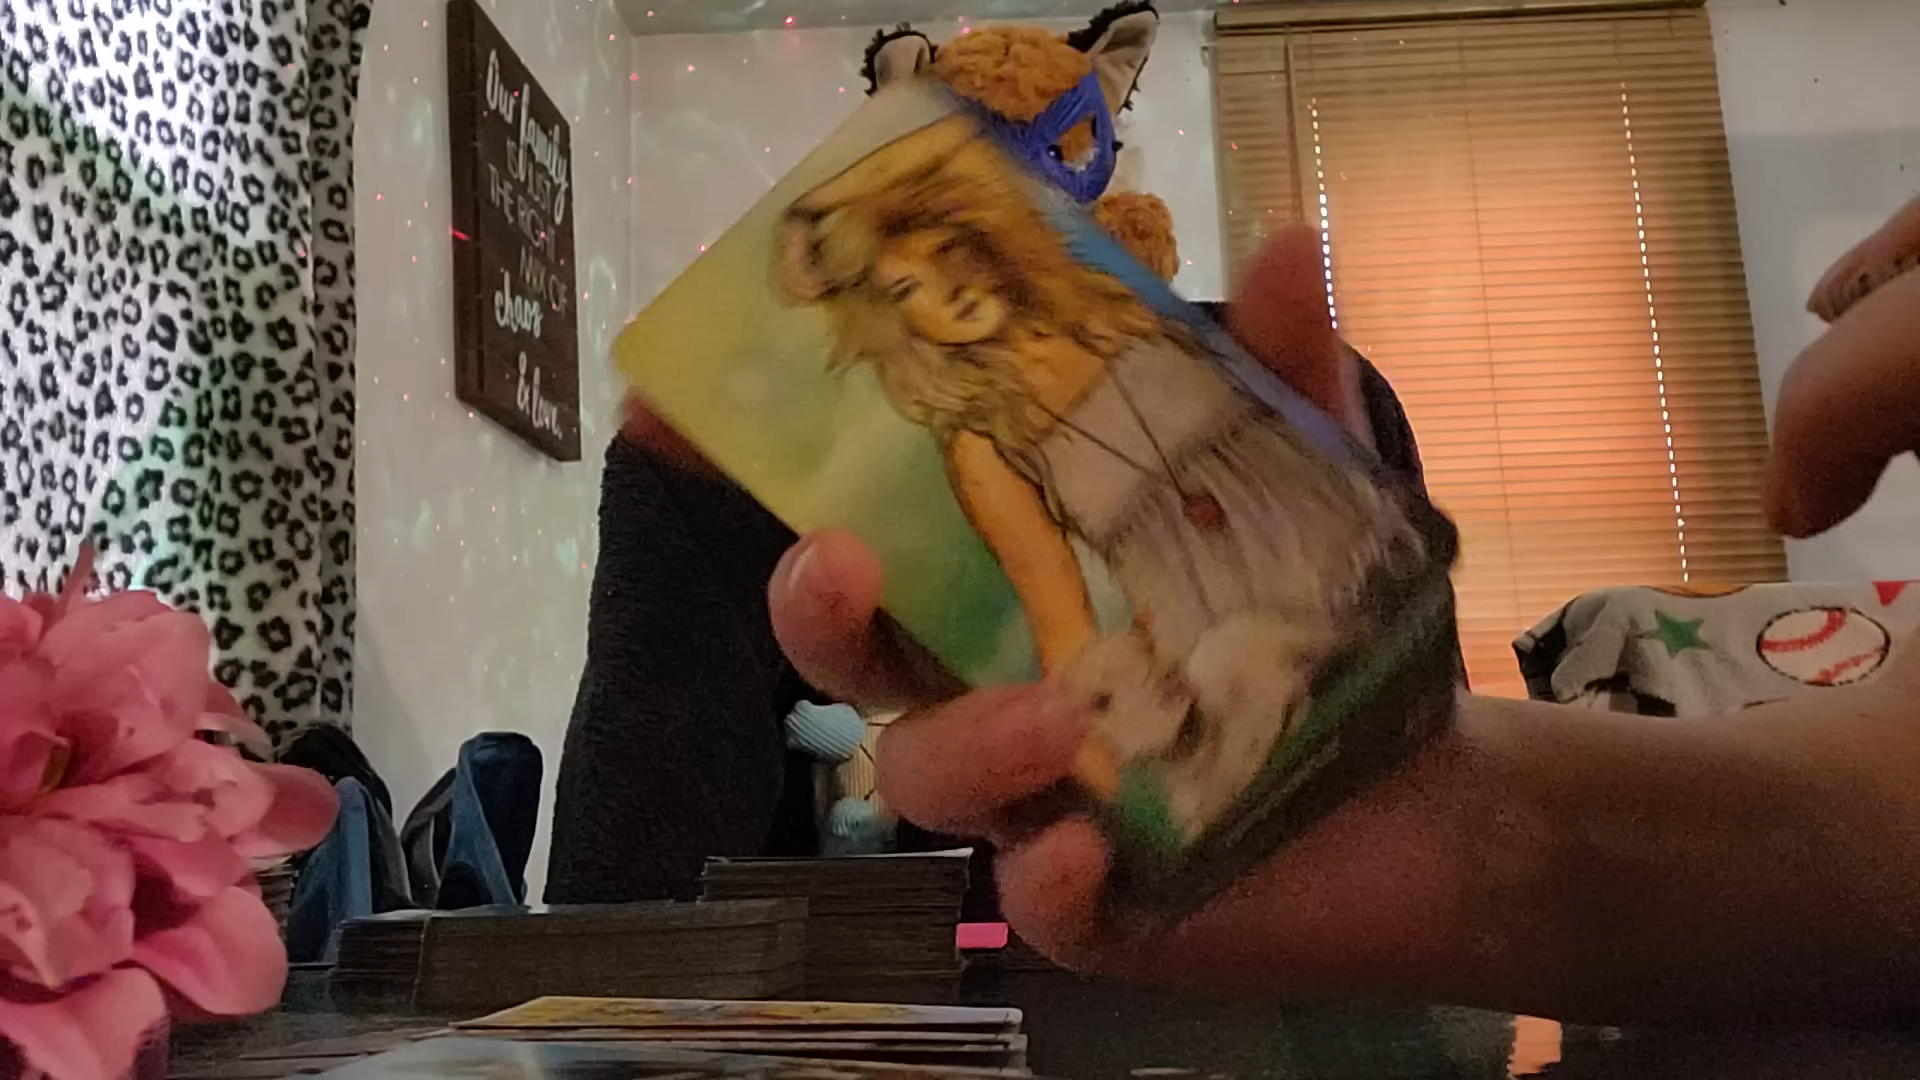 Our family
IS JUST
THE RIGHT
MIX OF
chaos
& love.